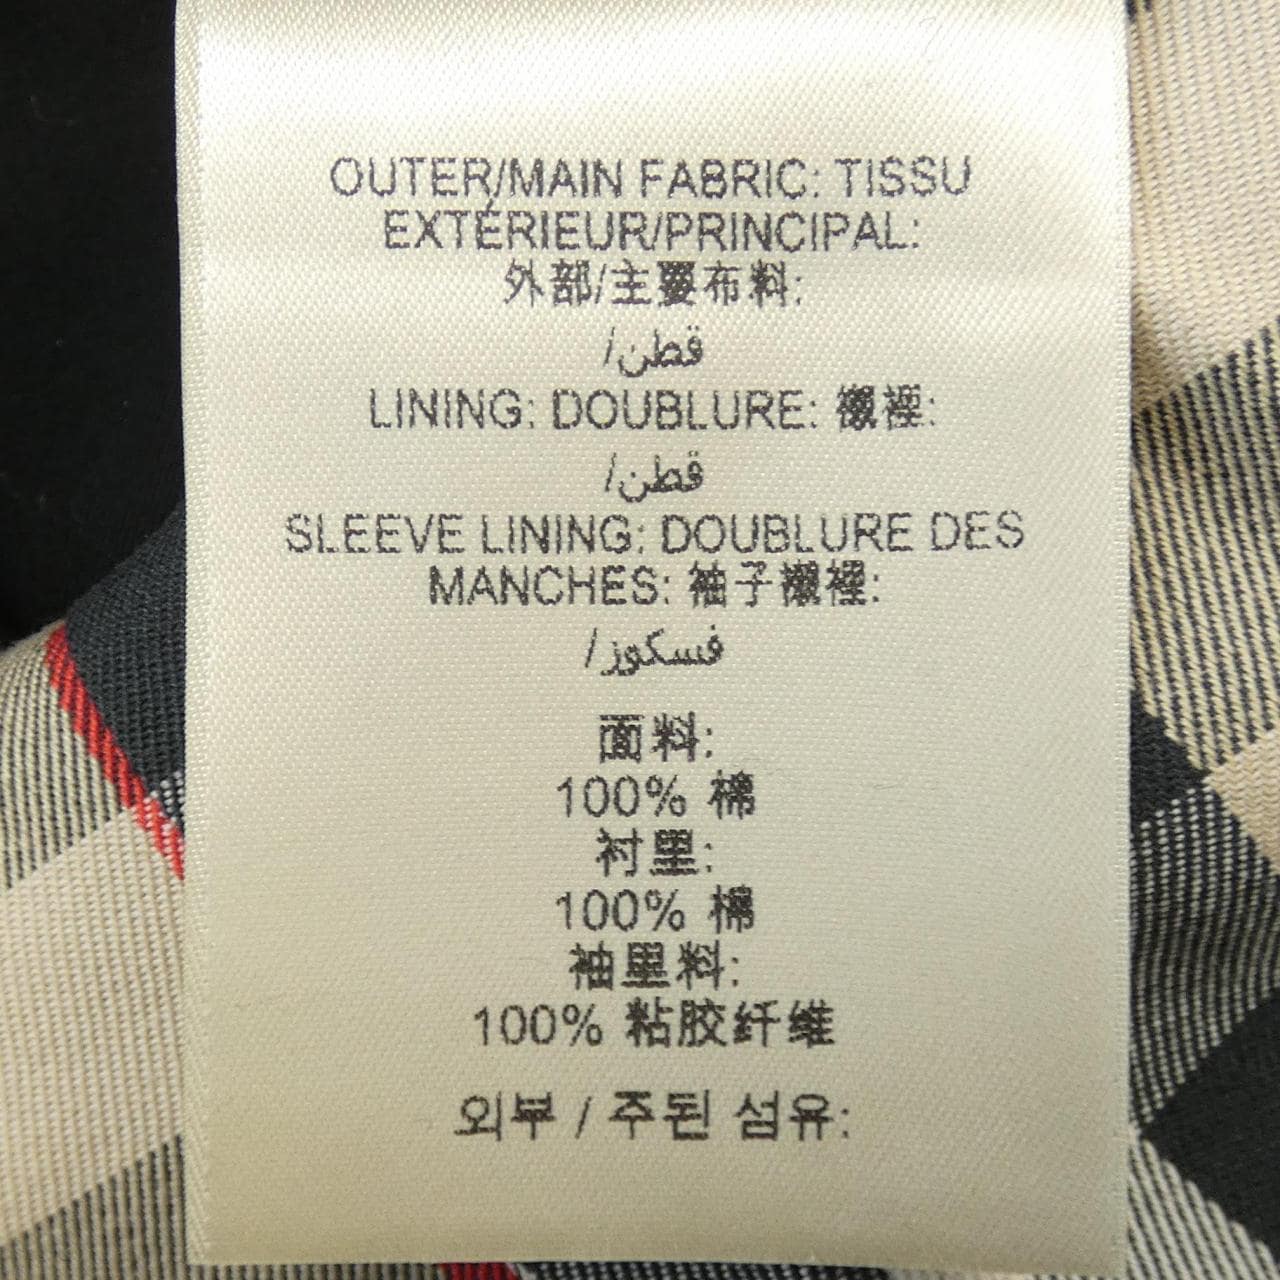 OUTER/MAIN FABRIC: TISSU
EXTÉRIEUR/PRINCIPAL:
外部/主要布料:
قطن/
LINING: DOUBLURE: 襯裡:
قطن/
SLEEVE LINING: DOUBLURE DES
MANCHES: 袖子襯裡:
فسكوز/
面料:
100% 棉
衬里:
100% 棉
袖里料:
100% 粘胶纤维
외부 / 주된 섬유: